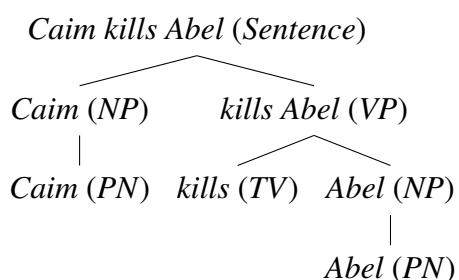 Caim kills Abel (Sentence)
Caim (NP) kills Abel (VP)
Caim (PN) kills (TV) Abel (NP)
Abel (PN)